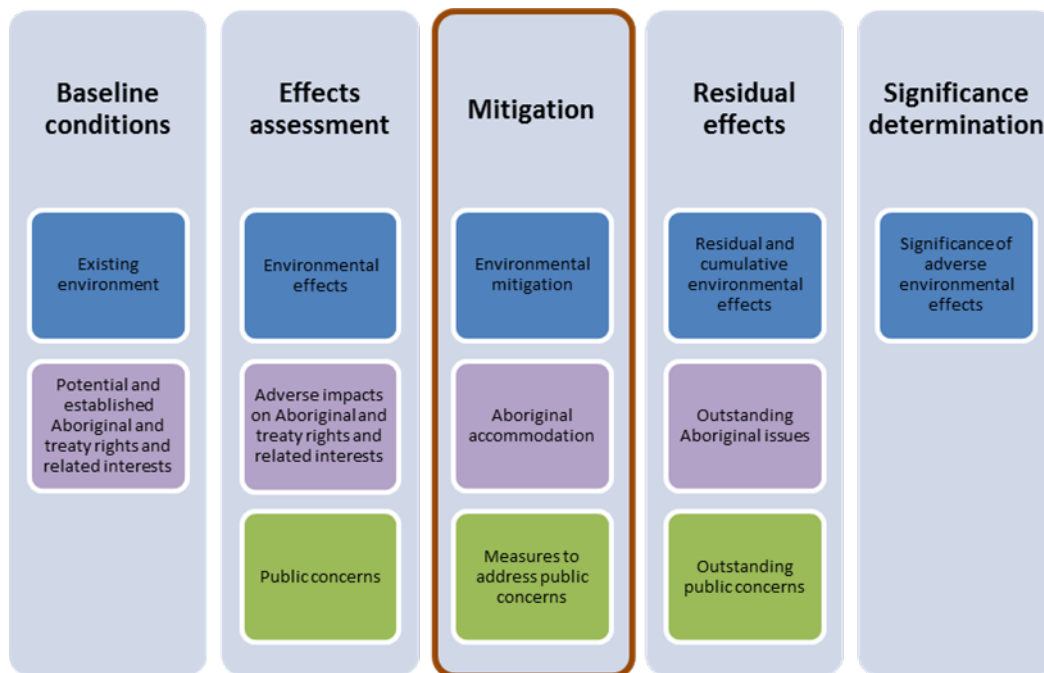 Baseline
conditions
Existing
environment
Potential and
established
Aboriginal and
treaty rights and
related interests
Effects
assessment
Environmental
effects
Adverse impacts
on Aboriginal and
treaty rights and
related interests
Public concerns
Mitigation
Environmental
mitigation
Aboriginal
accommodation
Measures to
address public
concerns
Residual
effects
Residual and
cumulative
environmental
effects
Outstanding
Aboriginal issues
Outstanding
public concerns
Significance
determination
Significance of
adverse
environmental
effects